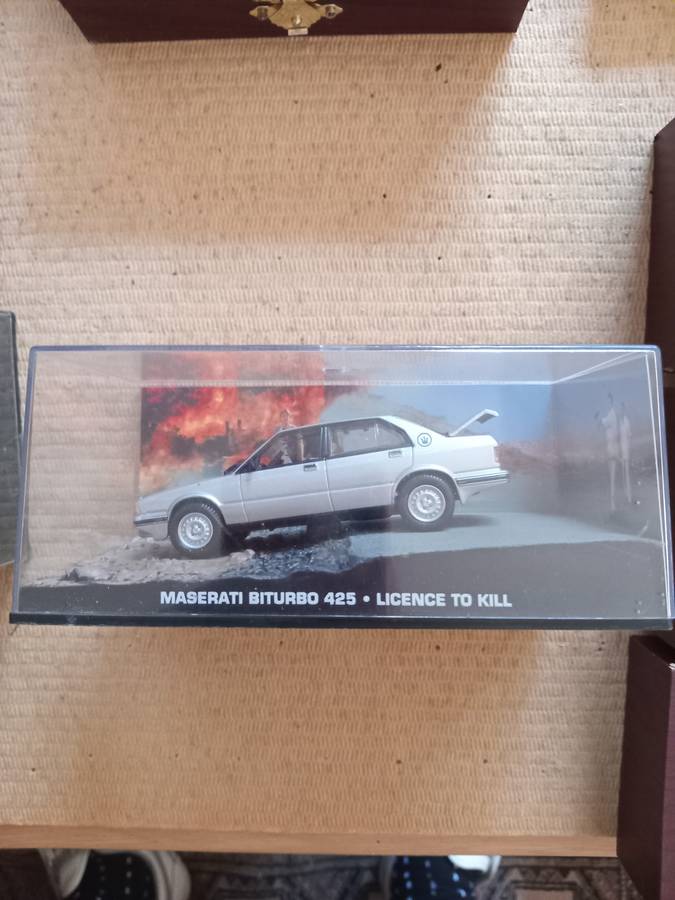 MASERATI BITURBO 425 • LICENCE TO KILL